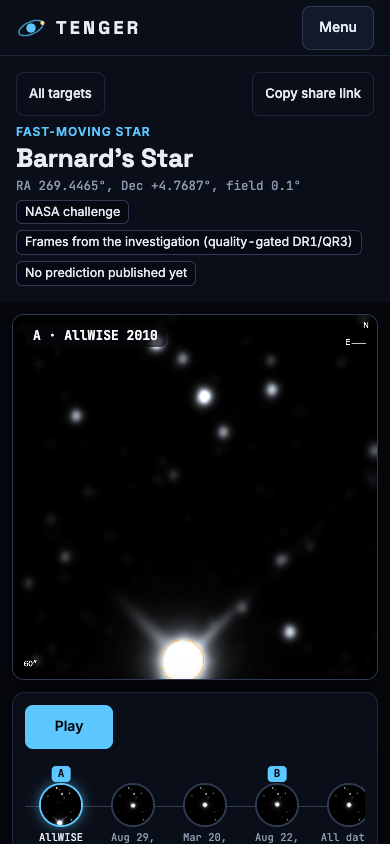 TENGER
Menu
All targets
Copy share link
FAST-MOVING STAR
Barnard's Star
RA 269.4465°, Dec +4.7687°, field 0.1°
NASA challenge
Frames from the investigation (quality-gated DR1/QR3)
No prediction published yet
A · AllWISE 2010
N
E
60"
Play
A
B
AllWISE
Aug 29,
Mar 20,
Aug 22,
All dat